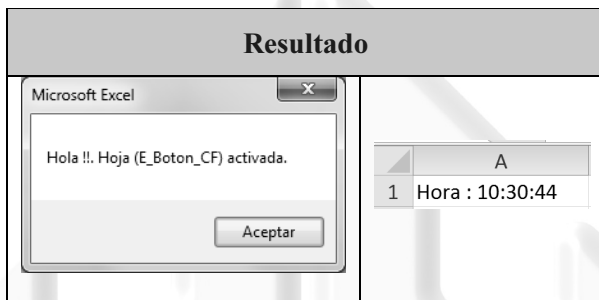 Resultado
Microsoft Excel
x
Hola !!. Hoja (E_Boton_CF) activada.
Aceptar
A
1 Hora : 10:30:44